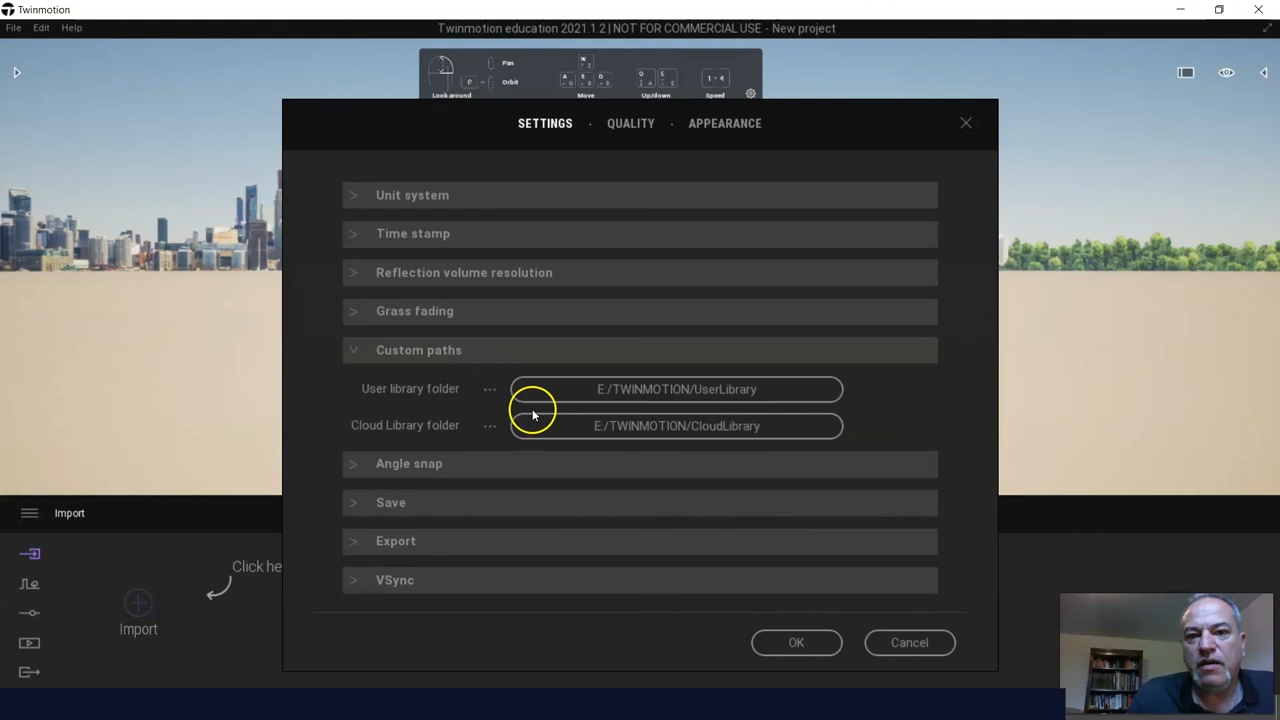 Twinmotion
File Edit Help
Twinmotion education 2021.1.2 | NOT FOR COMMERCIAL USE - New project
Look around
Pan
Orbit
W
A S D
Move
Q E
Up/down
1 - 4
Speed
SETTINGS · QUALITY · APPEARANCE
Unit system
Time stamp
Reflection volume resolution
Grass fading
Custom paths
User library folder ... E:/TWINMOTION/UserLibrary
Cloud Library folder ... E:/TWINMOTION/CloudLibrary
Angle snap
Save
Export
VSync
OK Cancel
Import
Click he
Import